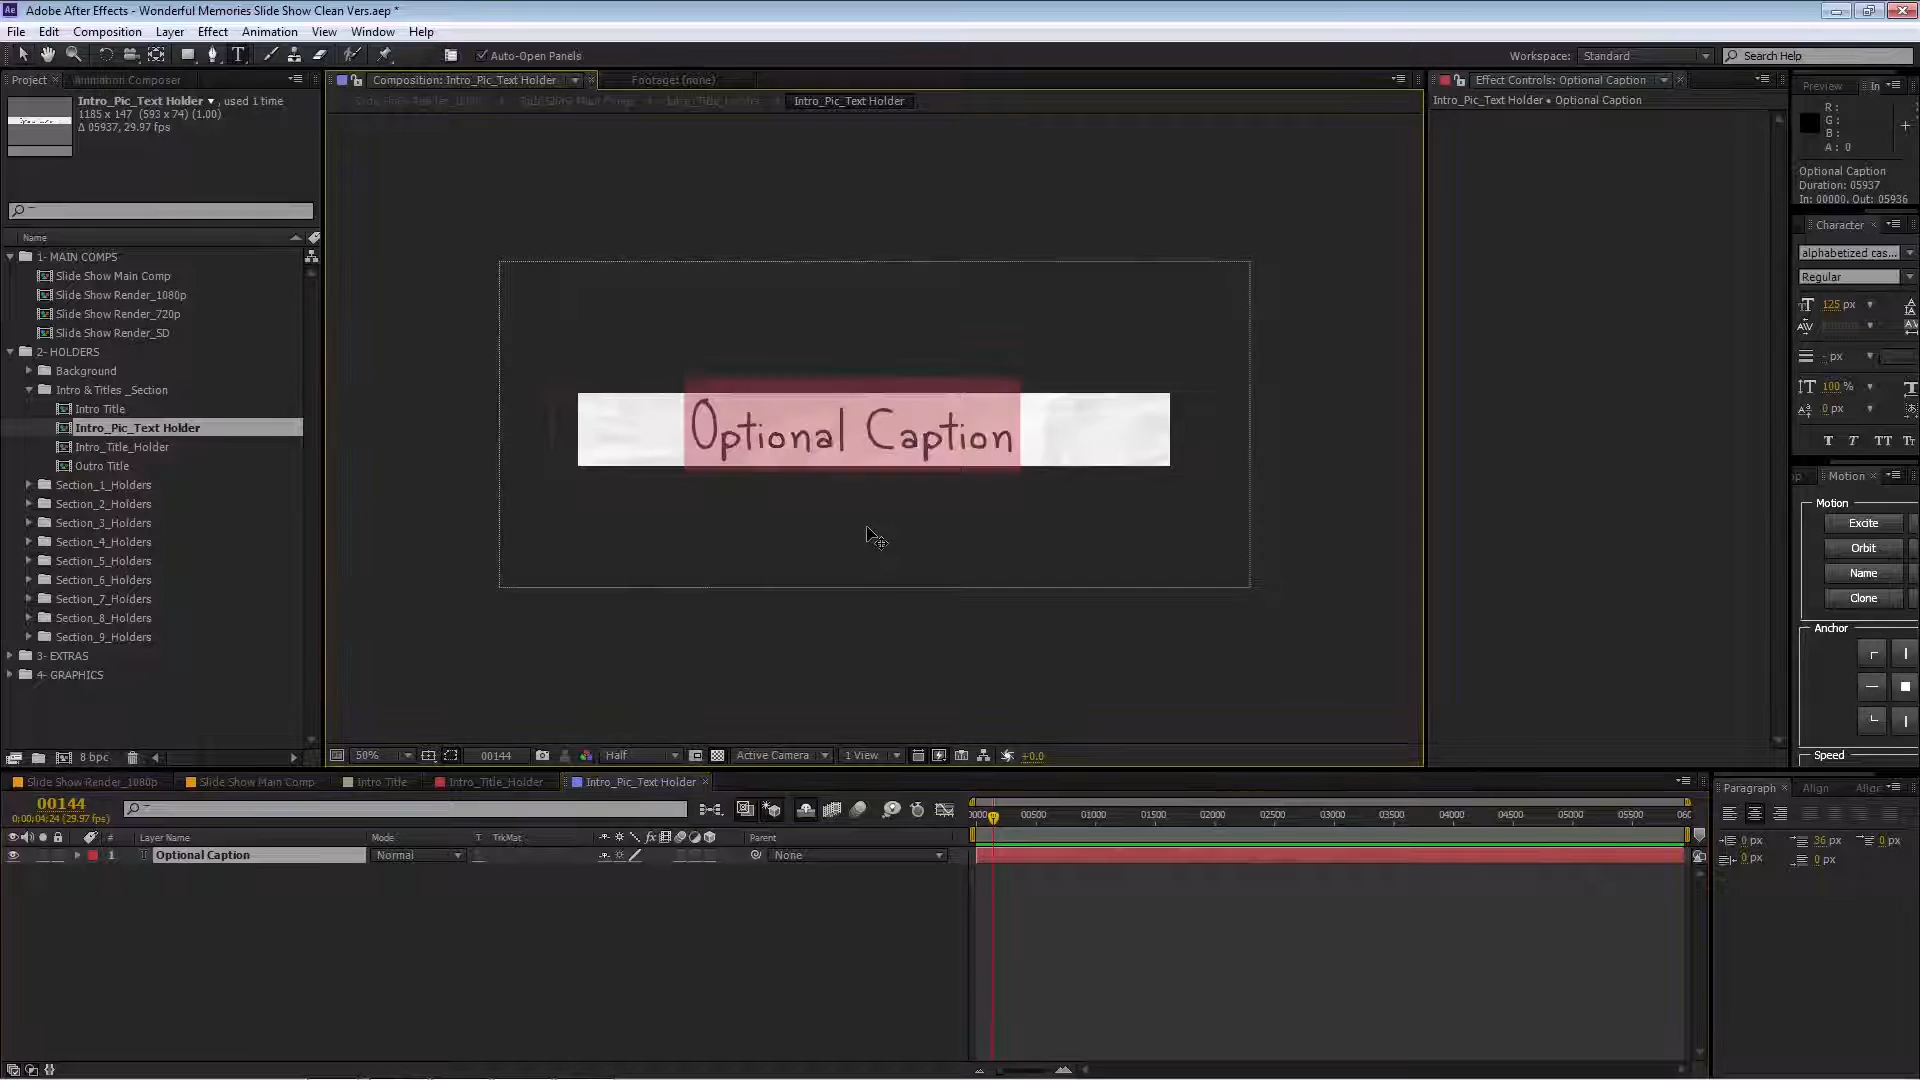 Adobe After Effects - Wonderful Memories Slide Show Clean Vers.aep *
File Edit Composition Layer Effect Animation View Window Help
Auto-Open Panels
Workspace: Standard
Search Help
Project
Animation Composer
Intro_Pic_Text Holder , used 1 time
1185 x 147 (593 x 74) (1.00)
Δ 05937, 29.97 fps
Name
1- MAIN COMPS
Slide Show Main Comp
Slide Show Render_1080p
Slide Show Render_720p
Slide Show Render_SD
2- HOLDERS
Background
Intro & Titles _Section
Intro Title
Intro_Pic_Text Holder
Intro_Title_Holder
Outro Title
Section_1_Holders
Section_2_Holders
Section_3_Holders
Section_4_Holders
Section_5_Holders
Section_6_Holders
Section_7_Holders
Section_8_Holders
Section_9_Holders
3- EXTRAS
4- GRAPHICS
8 bpc
Composition: Intro_Pic_Text Holder
Footage: (none)
Intro_Pic_Text Holder
Optional Caption
50%
00144
Half
Active Camera
1 View
+0.0
Effect Controls: Optional Caption
Intro_Pic_Text Holder • Optional Caption
Preview
In
R :
G :
B :
A : 0
Optional Caption
Duration: 05937
In: 00000, Out: 05936
Character
alphabetized cas...
Regular
125 px
- px
100 %
0 px
Motion
Motion
Excite
Orbit
Name
Clone
Anchor
Speed
Slide Show Render_1080p
Slide Show Main Comp
Intro Title
Intro_Title_Holder
Intro_Pic_Text Holder
00144
0;00;04;24 (29.97 fps)
# Layer Name Mode T TrkMat Parent
1 T Optional Caption Normal None
0000 00500 01000 01500 02000 02500 03000 03500 04000 04500 05000 05500 060
Paragraph
Align
0 px 36 px 0 px
0 px 0 px